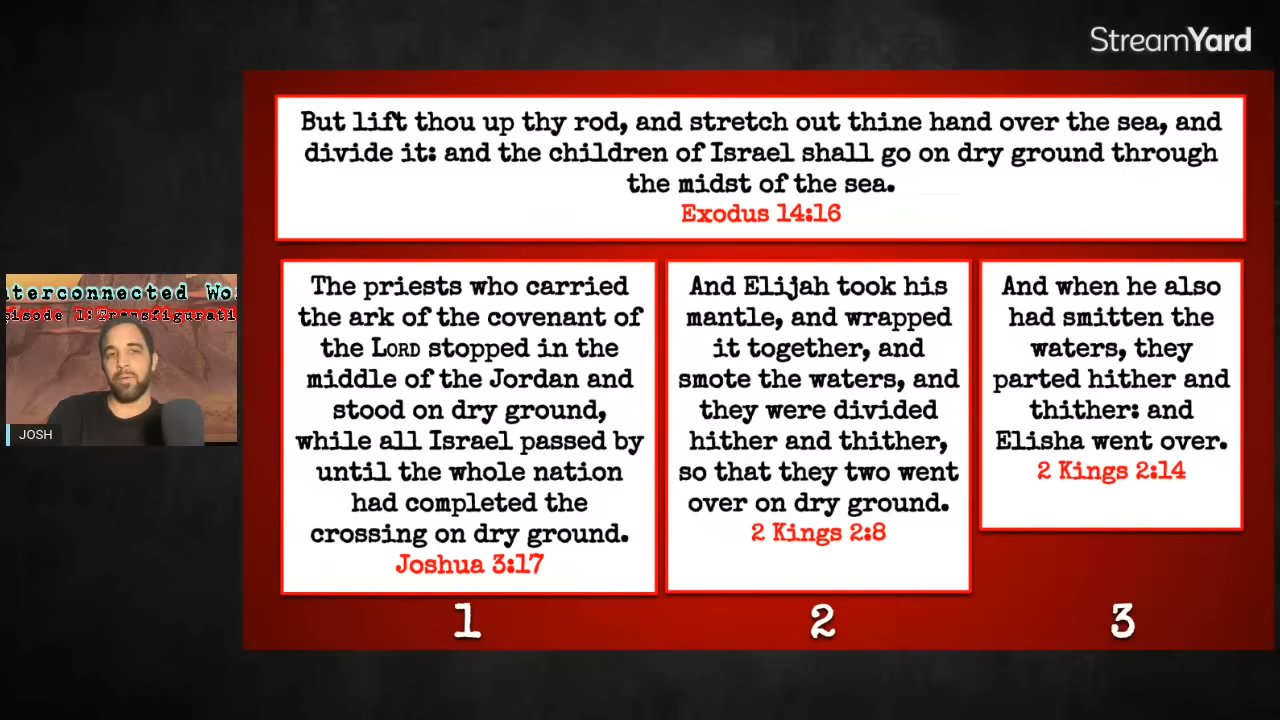 StreamYard
But lift thou up thy rod, and stretch out thine hand over the sea, and
divide it: and the children of Israel shall go on dry ground through
the midst of the sea.
Exodus 14:16
The priests who carried
the ark of the covenant of
the LORD stopped in the
middle of the Jordan and
stood on dry ground,
while all Israel passed by
until the whole nation
had completed the
crossing on dry ground.
Joshua 3:17
1
And Elijah took his
mantle, and wrapped
it together, and
smote the waters, and
they were divided
hither and thither,
so that they two went
over on dry ground.
2 Kings 2:8
2
And when he also
had smitten the
waters, they
parted hither and
thither: and
Elisha went over.
2 Kings 2:14
3
nterconnected Wo
isode 1:Transfigurati
JOSH